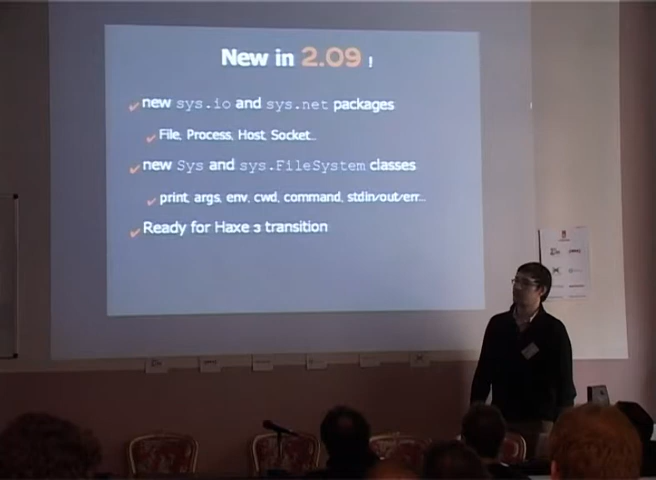 New in 2.09 !
new sys.io and sys.net packages
File, Process, Host, Socket...
new Sys and sys.FileSystem classes
print, args, env, cwd, command, stdin/out/err...
Ready for Haxe 3 transition